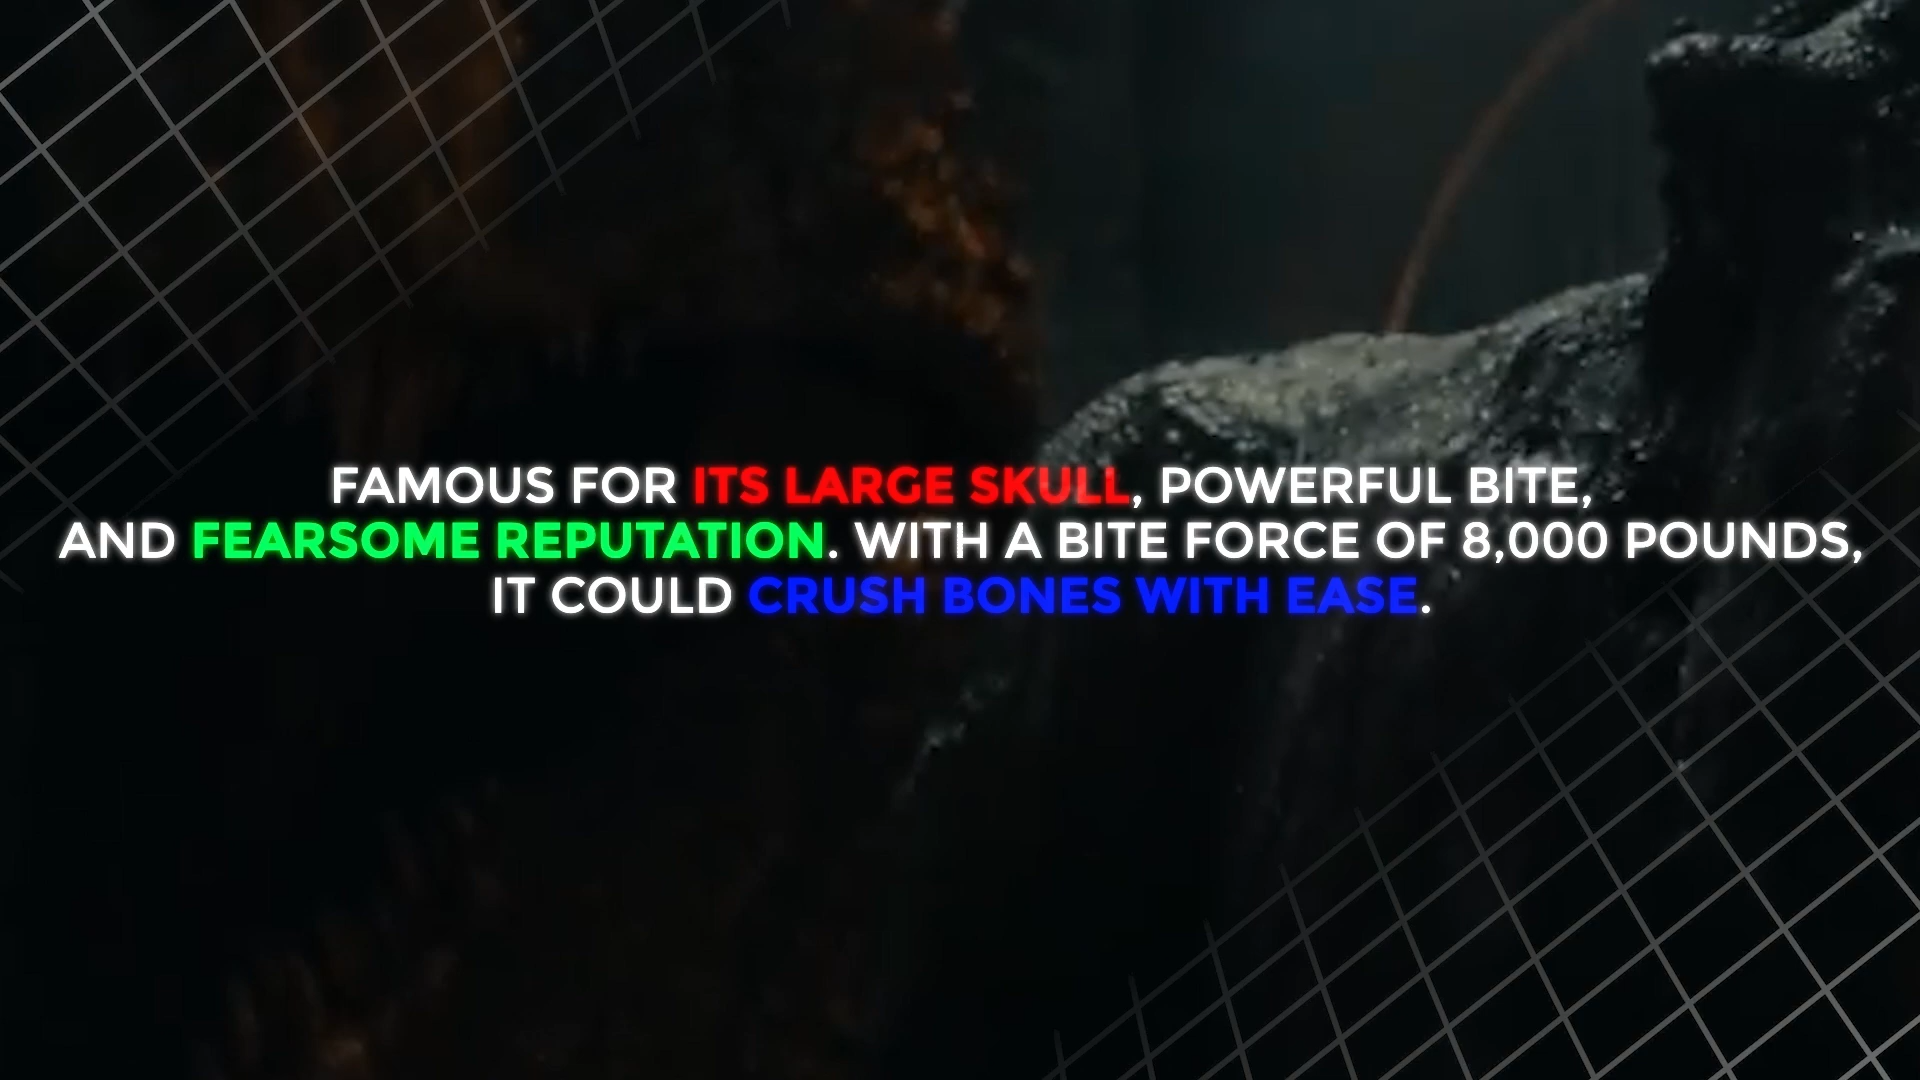 FAMOUS FOR ITS LARGE SKULL, POWERFUL BITE,
AND FEARSOME REPUTATION. WITH A BITE FORCE OF 8,000 POUNDS,
IT COULD CRUSH BONES WITH EASE.